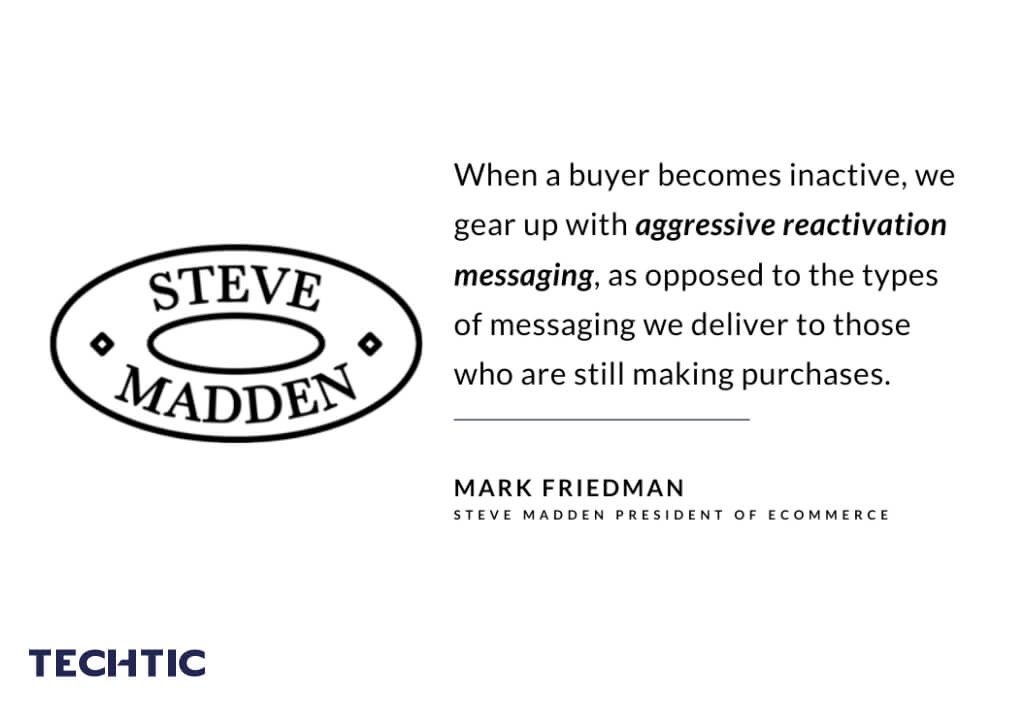 STEVE
MADDEN
When a buyer becomes inactive, we
gear up with aggressive reactivation
messaging, as opposed to the types
of messaging we deliver to those
who are still making purchases.
MARK FRIEDMAN
STEVE MADDEN PRESIDENT OF ECOMMERCE
TECHTIC